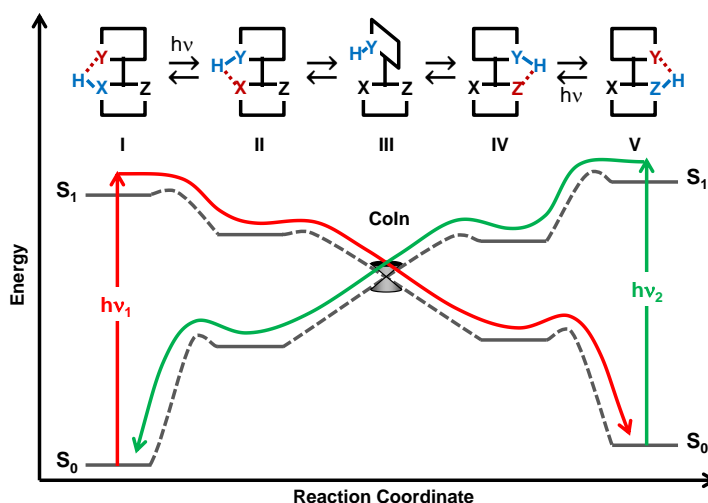 hν
hν
Y
H
X
Z
H
Y
X
Z
H
Y
X
Z
Y
H
X
Z
Y
H
X
Z
I
II
III
IV
V
S1
S1
CoIn
hν1
hν2
S0
S0
Energy
Reaction Coordinate